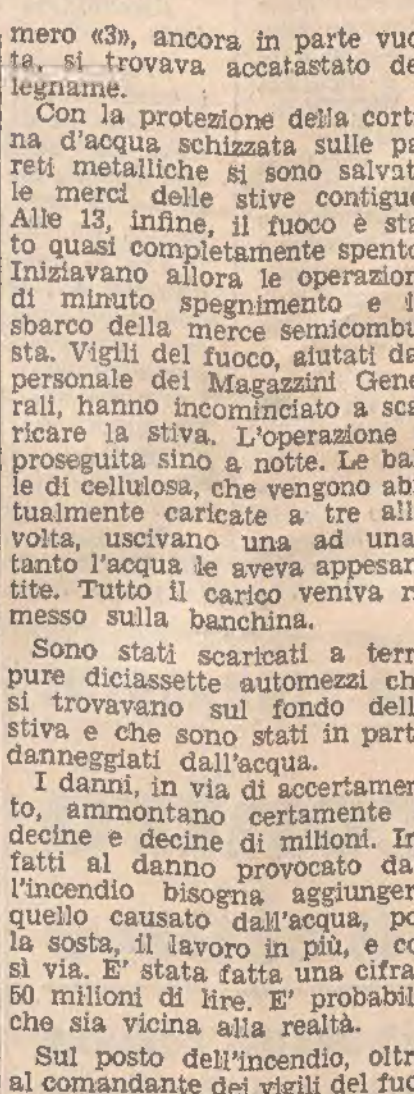 mero «3», ancora in parte vuo
ta, si trovava accatastato de
legname.
Con la protezione della corti
na d'acqua schizzata sulle pa
reti metalliche si sono salvat
le merci delle stive contigue
Alle 13, infine, il fuoco è sta
to quasi completamente spento
Iniziavano allora le operazion
di minuto spegnimento e i
sbarco della merce semicombu
sta. Vigili del fuoco, aiutati da
personale dei Magazzini Gene
rali, hanno incominciato a sca
ricare la stiva. L'operazione
proseguita sino a notte. Le bal
le di cellulosa, che vengono abi
tualmente caricate a tre all
volta, uscivano una ad una
tanto l'acqua le aveva appesan
tite. Tutto il carico veniva ri
messo sulla banchina.
Sono stati scaricati a terr
pure diciassette automezzi ch
si trovavano sul fondo dell
stiva e che sono stati in part
danneggiati dall'acqua.
I danni, in via di accertamen
to, ammontano certamente
decine e decine di milioni. In
fatti al danno provocato dal
l'incendio bisogna aggiunger
quello causato dall'acqua, po
la sosta, il lavoro in più, e co
sì via. E' stata fatta una cifra
50 milioni di lire. E' probabil
che sia vicina alla realtà.
Sul posto dell'incendio, oltr
al comandante dei vigili del fuo